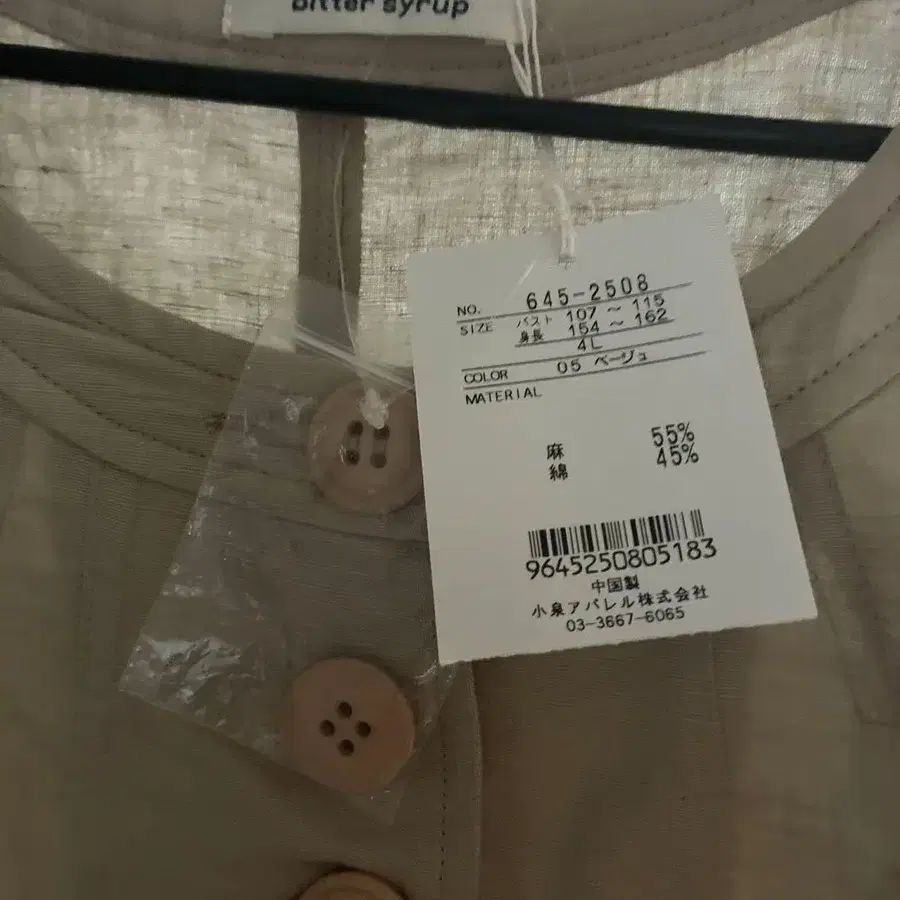 bitter syrup
NO. 645-2508
SIZE バスト 107 ~ 115
身長 154 ~ 162
4L
COLOR 05 ベージュ
MATERIAL
麻 55%
綿 45%
9645250805183
中国製
小泉アパレル株式会社
03-3667-6065